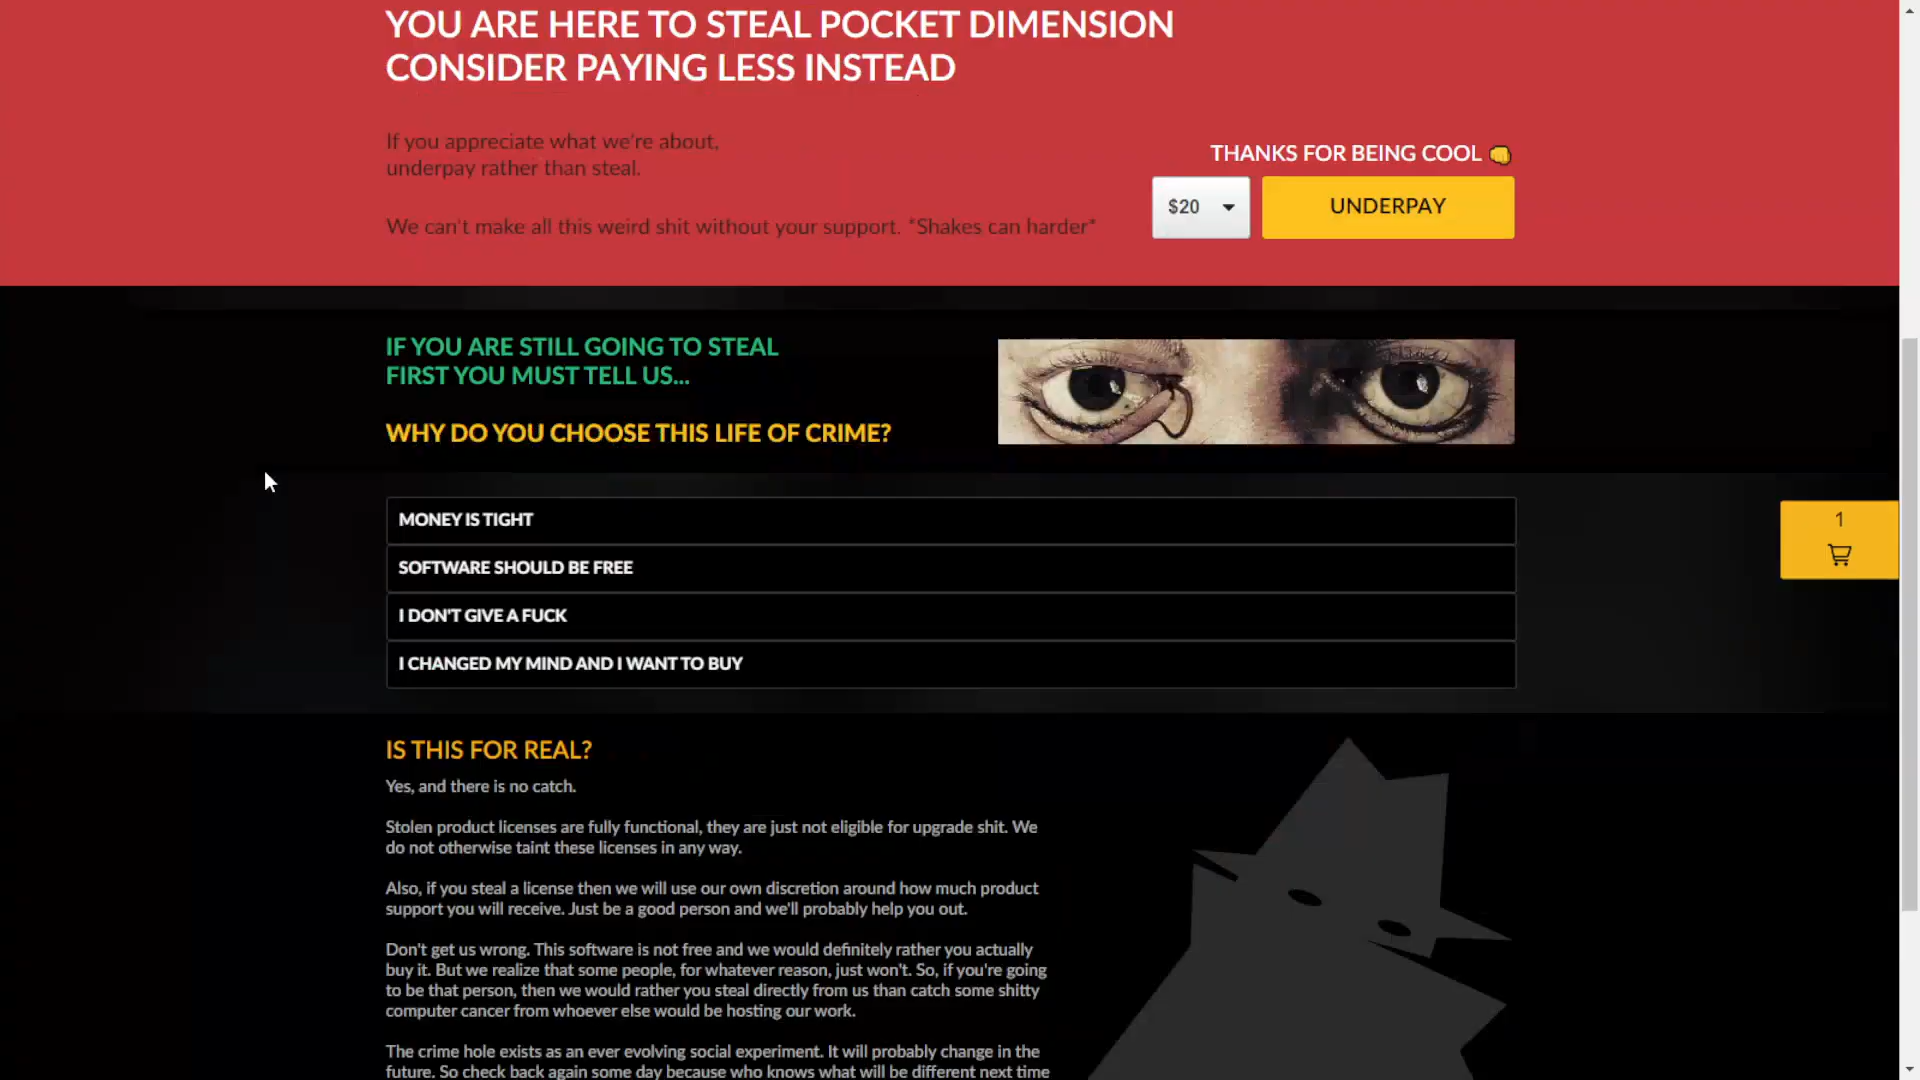 YOU ARE HERE TO STEAL POCKET DIMENSION
CONSIDER PAYING LESS INSTEAD
If you appreciate what we're about,
underpay rather than steal.
We can't make all this weird shit without your support. *Shakes can harder*
THANKS FOR BEING COOL
$20
UNDERPAY
IF YOU ARE STILL GOING TO STEAL
FIRST YOU MUST TELL US...
WHY DO YOU CHOOSE THIS LIFE OF CRIME?
MONEY IS TIGHT
SOFTWARE SHOULD BE FREE
I DON'T GIVE A FUCK
I CHANGED MY MIND AND I WANT TO BUY
1
IS THIS FOR REAL?
Yes, and there is no catch.
Stolen product licenses are fully functional, they are just not eligible for upgrade shit. We
do not otherwise taint these licenses in any way.
Also, if you steal a license then we will use our own discretion around how much product
support you will receive. Just be a good person and we'll probably help you out.
Don't get us wrong. This software is not free and we would definitely rather you actually
buy it. But we realize that some people, for whatever reason, just won't. So, if you're going
to be that person, then we would rather you steal directly from us than catch some shitty
computer cancer from whoever else would be hosting our work.
The crime hole exists as an ever evolving social experiment. It will probably change in the
future. So check back again some day because who knows what will be different next time